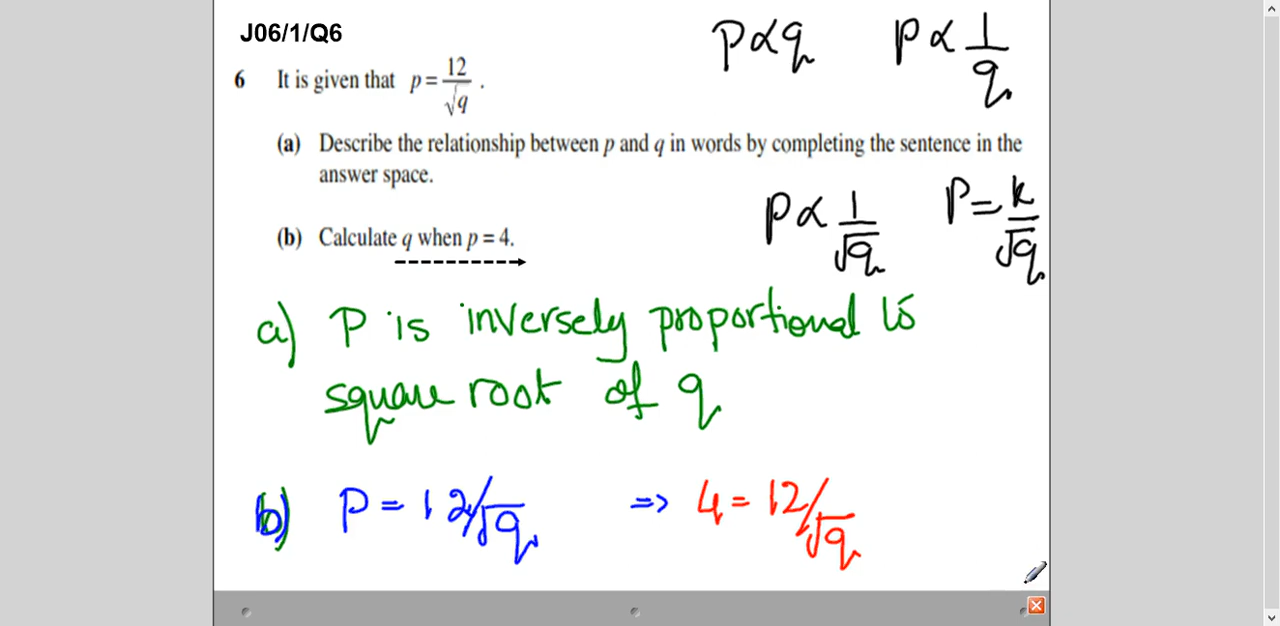 J06/1/Q6
p∝q p∝1/q
6 It is given that p = 12/√q .
(a) Describe the relationship between p and q in words by completing the sentence in the
answer space.
p∝1/√q P=k/√q
(b) Calculate q when p = 4.
a) P is inversely proportional to
square root of q
b) P = 12/√q => 4 = 12/√q